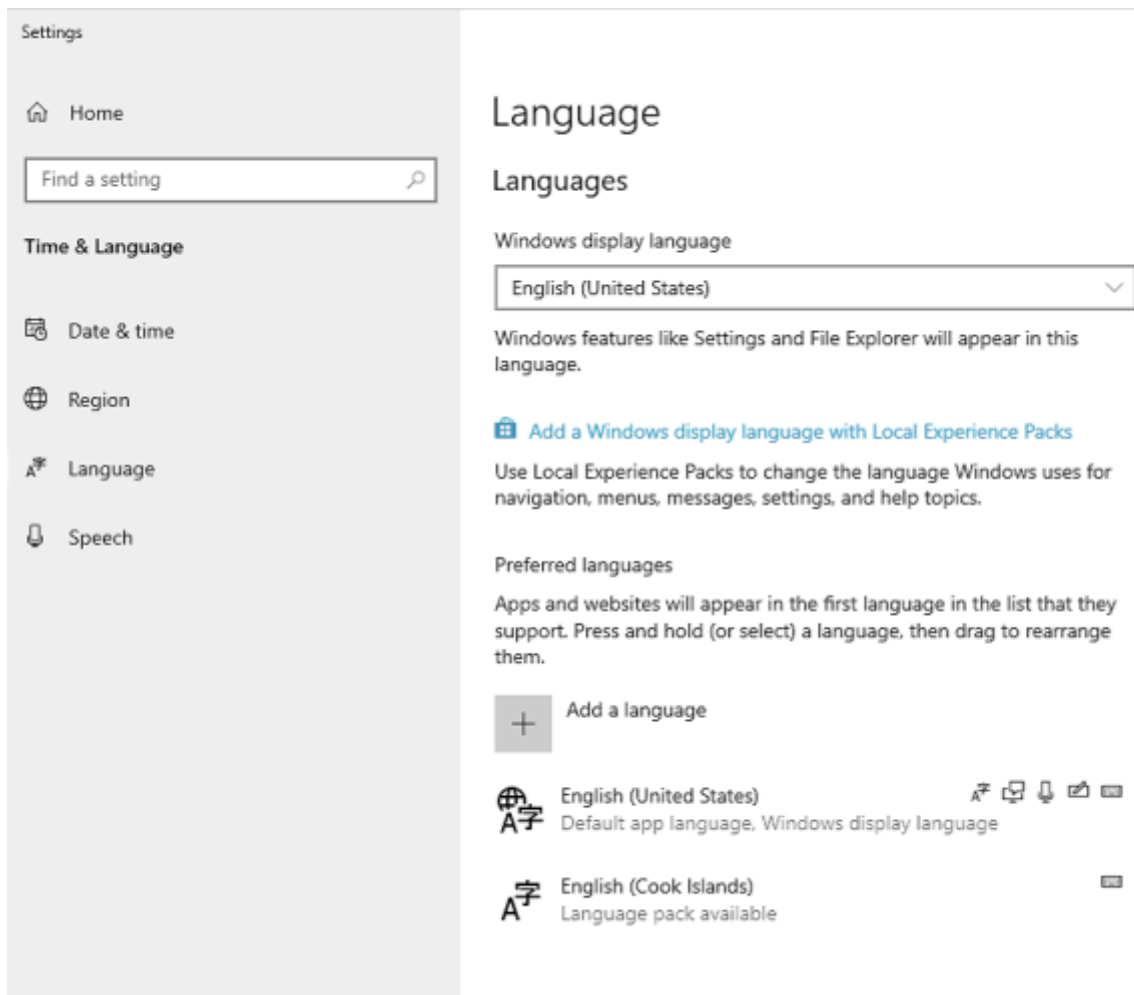 Settings
Home
Find a setting
Time & Language
Date & time
Region
Language
Speech
Language
Languages
Windows display language
English (United States)
Windows features like Settings and File Explorer will appear in this
language.
Add a Windows display language with Local Experience Packs
Use Local Experience Packs to change the language Windows uses for
navigation, menus, messages, settings, and help topics.
Preferred languages
Apps and websites will appear in the first language in the list that they
support. Press and hold (or select) a language, then drag to rearrange
them.
Add a language
English (United States)
Default app language, Windows display language
English (Cook Islands)
Language pack available